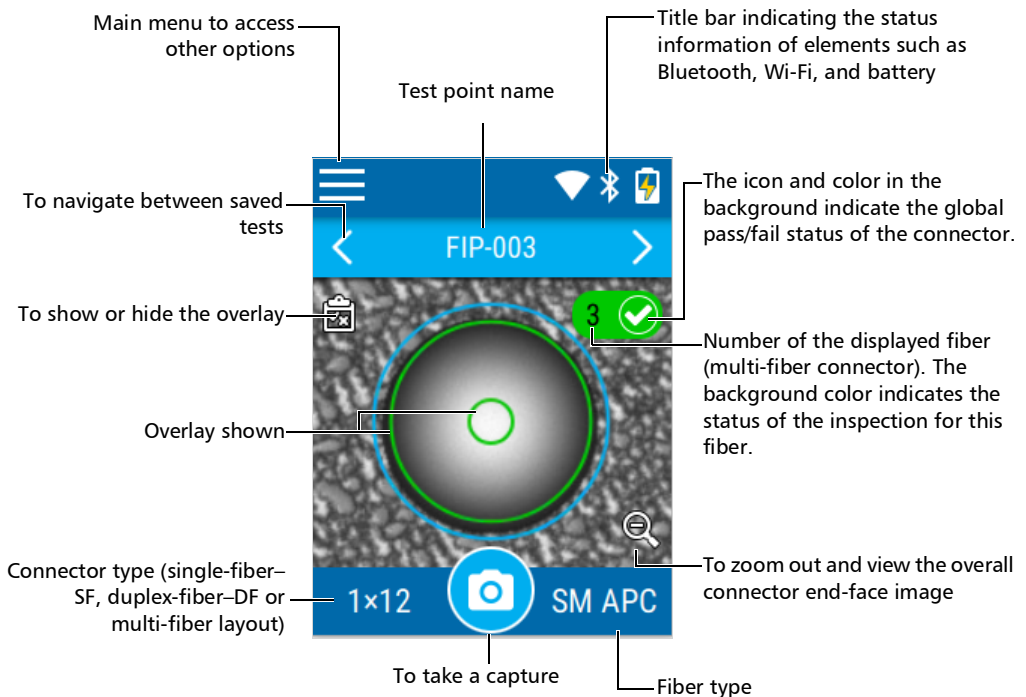 Main menu to access
other options
Title bar indicating the status
information of elements such as
Bluetooth, Wi-Fi, and battery
Test point name
To navigate between saved
tests
The icon and color in the
background indicate the global
pass/fail status of the connector.
FIP-003
To show or hide the overlay
3
Number of the displayed fiber
(multi-fiber connector). The
background color indicates the
status of the inspection for this
fiber.
Overlay shown
Connector type (single-fiber–
SF, duplex-fiber–DF or
multi-fiber layout)
1×12
SM APC
To zoom out and view the overall
connector end-face image
To take a capture
Fiber type